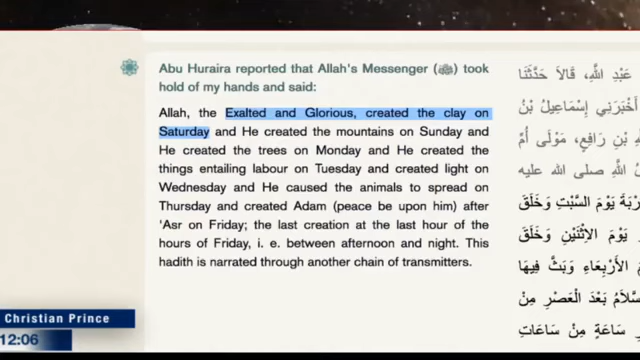 Abu Huraira reported that Allah's Messenger (ﷺ) took
hold of my hands and said:
Allah, the Exalted and Glorious, created the clay on
Saturday and He created the mountains on Sunday and
He created the trees on Monday and He created the
things entailing labour on Tuesday and created light on
Wednesday and He caused the animals to spread on
Thursday and created Adam (peace be upon him) after
'Asr on Friday; the last creation at the last hour of the
hours of Friday, i. e. between afternoon and night. This
hadith is narrated through another chain of transmitters.
عَبْدِ اللَّهِ، قَالاَ حَدَّثَنَا
أَخْبَرَنِي إِسْمَاعِيلُ بْنُ
بْنِ رَافِعٍ، مَوْلَى أُمِّ
صلى الله عليه
يَوْمَ السَّبْتِ وَخَلَقَ
يَوْمَ الاِثْنَيْنِ وَخَلَقَ
الأَرْبِعَاءِ وَبَثَّ فِيهَا
السَّلاَمُ بَعْدَ الْعَصْرِ مِنْ
سَاعَةٍ مِنْ سَاعَاتِ
Christian Prince
12:06